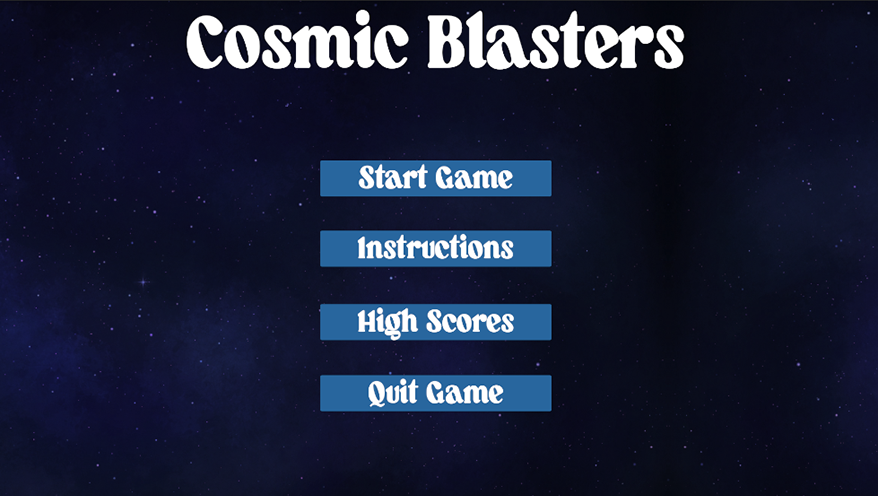 Cosmic Blasters
Start Game
Instructions
High Scores
Quit Game